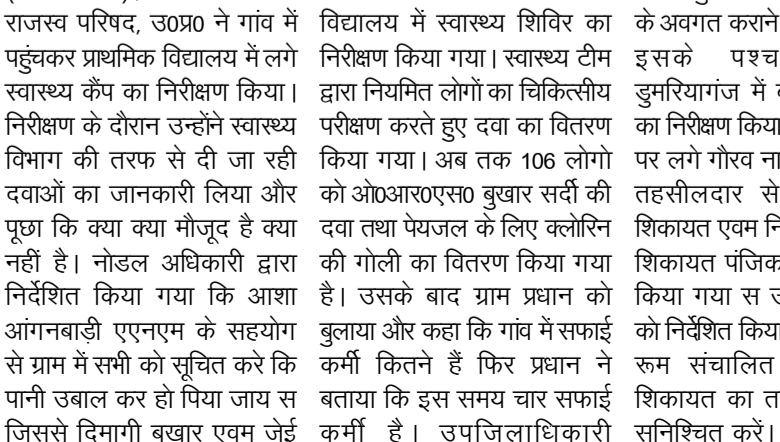 राजस्व परिषद, उ0प्र0 ने गांव में
पहुंचकर प्राथमिक विद्यालय में लगे
स्वास्थ्य कैंप का निरीक्षण किया।
निरीक्षण के दौरान उन्होंने स्वास्थ्य
विभाग की तरफ से दी जा रही
दवाओं का जानकारी लिया और
पूछा कि क्या क्या मौजूद है क्या
नहीं है। नोडल अधिकारी द्वारा
निर्देशित किया गया कि आशा
आंगनबाड़ी एएनएम के सहयोग
से ग्राम में सभी को सूचित करे कि
पानी उबाल कर हो पिया जाय स
जिससे दिमागी बुखार एवम जेई
विद्यालय में स्वास्थ्य शिविर का
निरीक्षण किया गया। स्वास्थ्य टीम
द्वारा नियमित लोगों का चिकित्सीय
परीक्षण करते हुए दवा का वितरण
किया गया। अब तक 106 लोगो
को ओ0आर0एस0 बुखार सर्दी की
दवा तथा पेयजल के लिए क्लोरिन
की गोली का वितरण किया गया
है। उसके बाद ग्राम प्रधान को
बुलाया और कहा कि गांव में सफाई
कर्मी कितने हैं फिर प्रधान ने
बताया कि इस समय चार सफाई
कर्मी है। उपजिलाधिकारी
के अवगत कराने
इसके
डुमरियागंज में
का निरीक्षण किया
पर लगे गौरव
तहसीलदार से
शिकायत एवम
शिकायत
किया गया स
को निर्देशित
रूम संचालित
शिकायत का
सुनिश्चित करें।